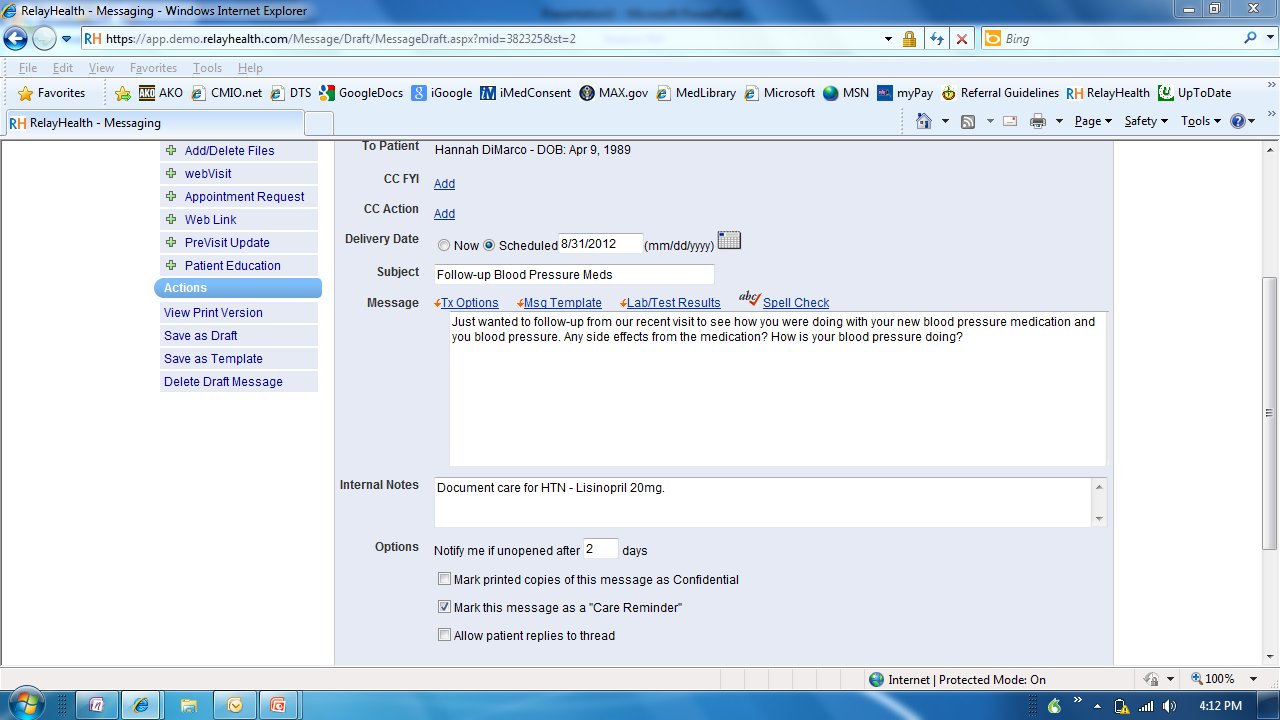 RelayHealth - Messaging - Windows Internet Explorer
https://app.demo.relayhealth.com/Message/Draft/MessageDraft.aspx?mid=382325&st=2
Bing
File Edit View Favorites Tools Help
Favorites AKO AKO CMIO.net DTS GoogleDocs iGoogle iMedConsent MAX.gov MedLibrary Microsoft MSN myPay Referral Guidelines RH RelayHealth UpToDate
RH RelayHealth - Messaging
Page Safety Tools
Add/Delete Files
webVisit
Appointment Request
Web Link
PreVisit Update
Patient Education
Actions
View Print Version
Save as Draft
Save as Template
Delete Draft Message
To Patient Hannah DiMarco - DOB: Apr 9, 1989
CC FYI Add
CC Action Add
Delivery Date Now Scheduled 8/31/2012 (mm/dd/yyyy)
Subject Follow-up Blood Pressure Meds
Message Tx Options Msg Template Lab/Test Results abc Spell Check
Just wanted to follow-up from our recent visit to see how you were doing with your new blood pressure medication and
you blood pressure. Any side effects from the medication? How is your blood pressure doing?
Internal Notes Document care for HTN - Lisinopril 20mg.
Options Notify me if unopened after 2 days
Mark printed copies of this message as Confidential
Mark this message as a "Care Reminder"
Allow patient replies to thread
Internet | Protected Mode: On 100%
4:12 PM